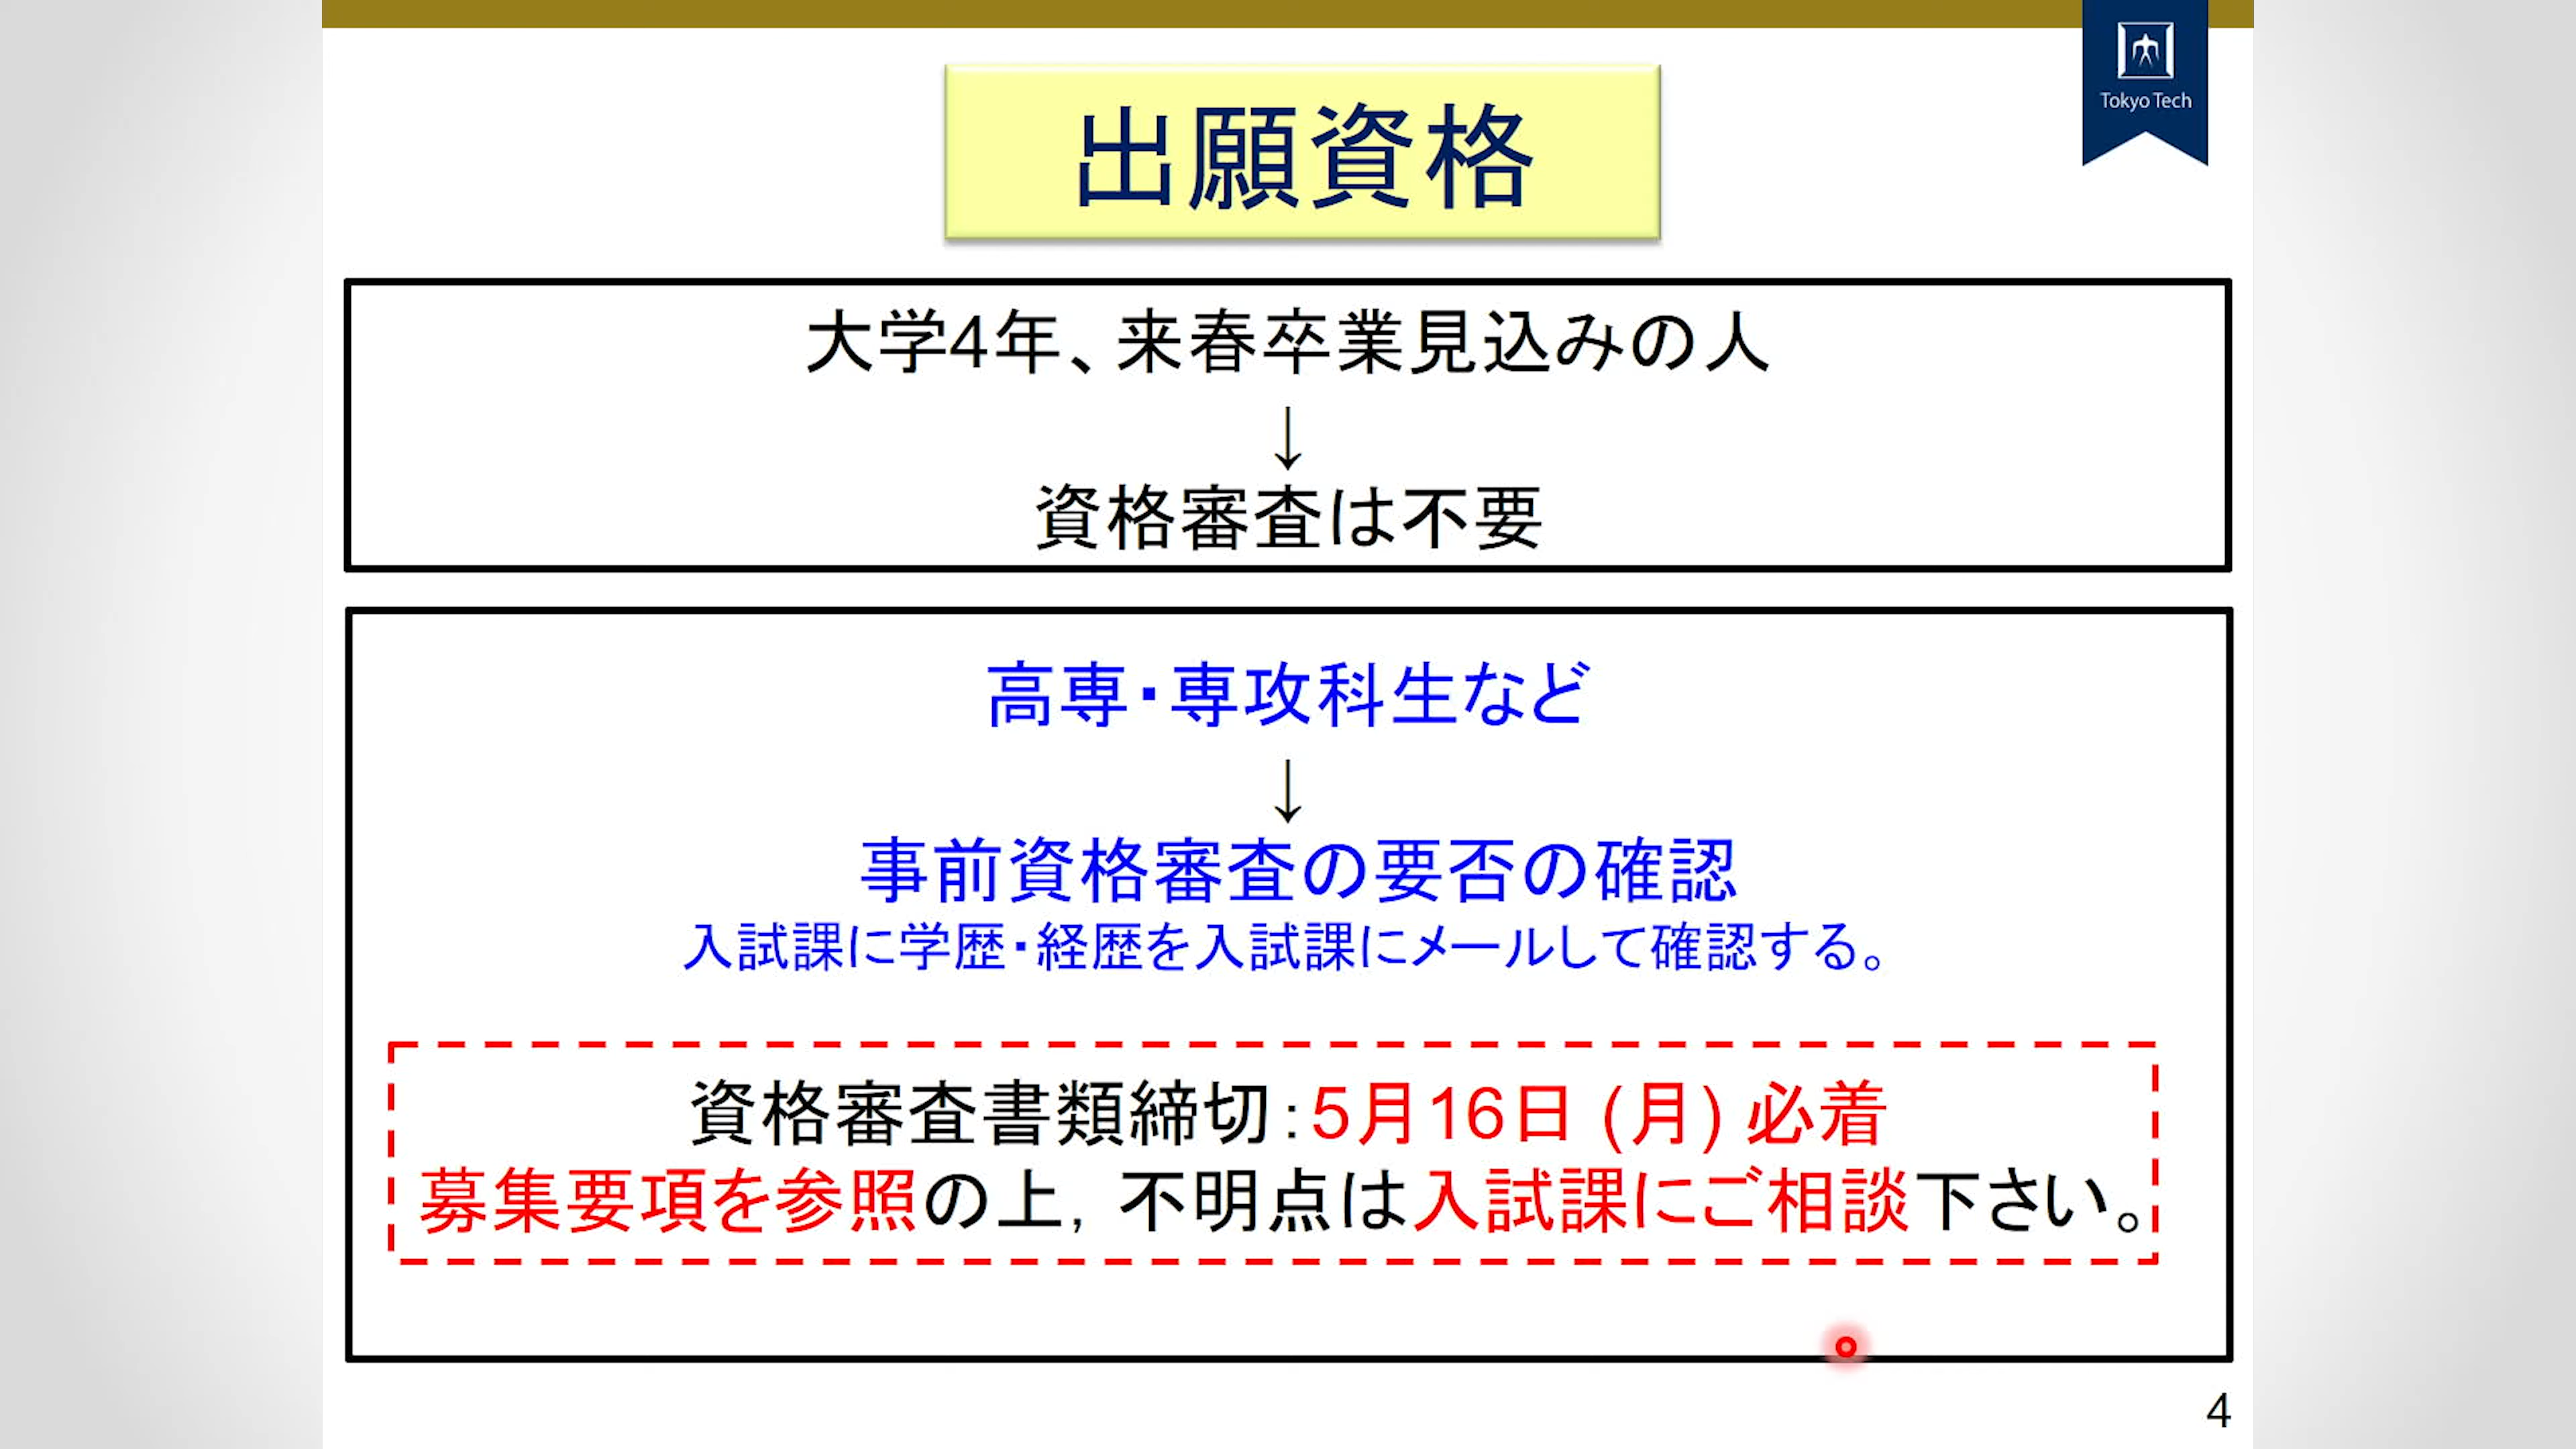 Tokyo Tech
出願資格
大学4年、来春卒業見込みの人
↓
資格審査は不要
高専・専攻科生など
↓
事前資格審査の要否の確認
入試課に学歴・経歴を入試課にメールして確認する。
資格審査書類締切：5月16日 (月) 必着
募集要項を参照の上，不明点は入試課にご相談下さい。
4